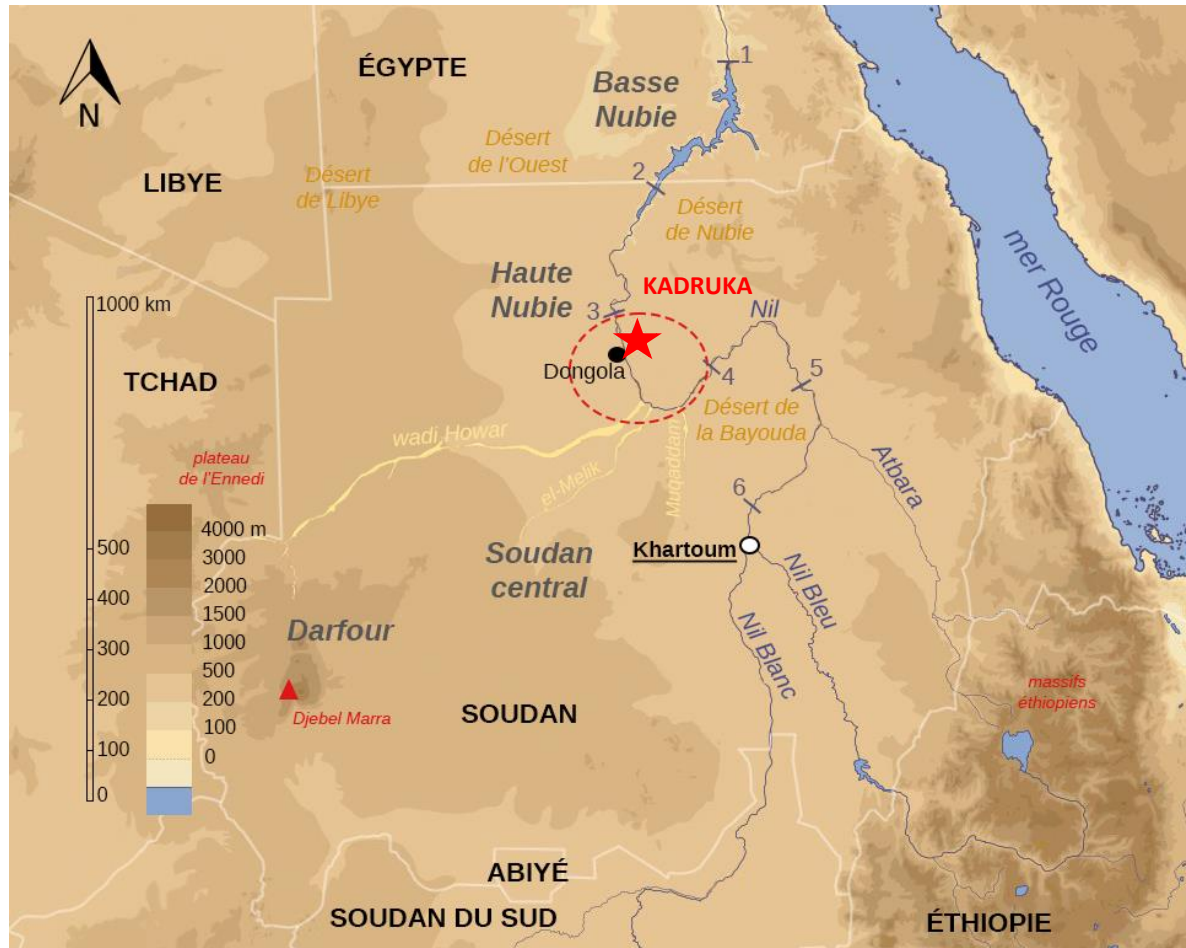 ÉGYPTE
1
Basse
Nubie
N
Désert
de l'Ouest
LIBYE
Désert
de Libye
2
Désert
de Nubie
mer Rouge
Haute
Nubie
KADRUKA
1000 km
3
Nil
Dongola
TCHAD
4
5
Désert de
la Bayouda
wadi Howar
plateau
de l'Ennedi
el-Melik
Muqaddam
Atbara
6
4000 m
3000
2000
1500
1000
500
200
100
0
500
400
300
200
100
0
Khartoum
Soudan
central
Nil Bleu
Nil Blanc
Darfour
Djebel Marra
SOUDAN
massifs
éthiopiens
ABIYÉ
SOUDAN DU SUD
ÉTHIOPIE